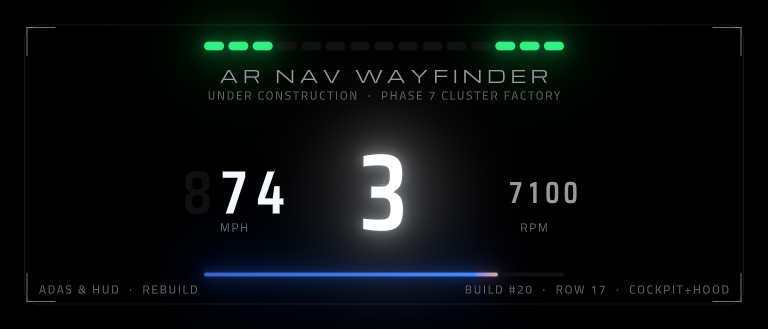 AR NAV WAYFINDER
UNDER CONSTRUCTION · PHASE 7 CLUSTER FACTORY
74
MPH
3
7100
RPM
ADAS & HUD · REBUILD
BUILD #20 · ROW 17 · COCKPIT+HOOD